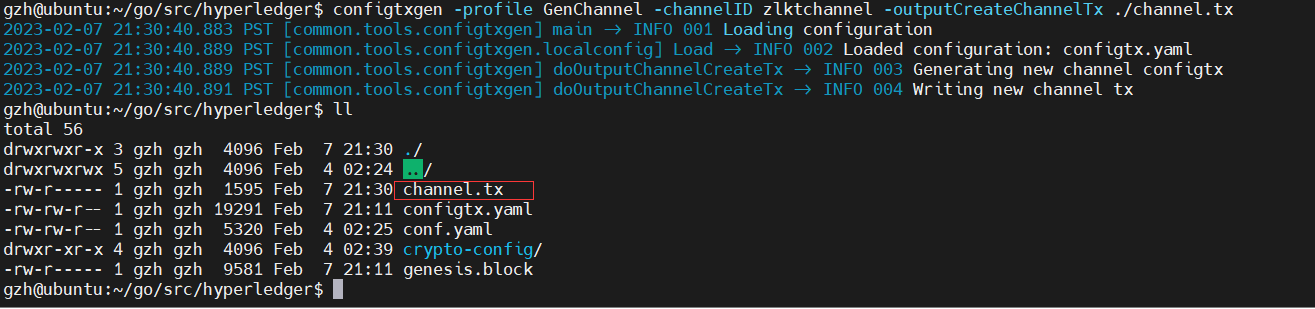 gzh@ubuntu:~/go/src/hyperledger$ configtxgen -profile GenChannel -channelID zlktchannel -outputCreateChannelTx ./channel.tx
2023-02-07 21:30:40.883 PST [common.tools.configtxgen] main → INFO 001 Loading configuration
2023-02-07 21:30:40.889 PST [common.tools.configtxgen.localconfig] Load → INFO 002 Loaded configuration: configtx.yaml
2023-02-07 21:30:40.889 PST [common.tools.configtxgen] doOutputChannelCreateTx → INFO 003 Generating new channel configtx
2023-02-07 21:30:40.891 PST [common.tools.configtxgen] doOutputChannelCreateTx → INFO 004 Writing new channel tx
gzh@ubuntu:~/go/src/hyperledger$ ll
total 56
drwxrwxr-x 3 gzh gzh  4096 Feb  7 21:30 ./
drwxrwxrwx 5 gzh gzh  4096 Feb  4 02:24 ../
-rw-r----- 1 gzh gzh  1595 Feb  7 21:30 channel.tx
-rw-rw-r-- 1 gzh gzh 19291 Feb  7 21:11 configtx.yaml
-rw-rw-r-- 1 gzh gzh  5320 Feb  4 02:25 conf.yaml
drwxr-xr-x 4 gzh gzh  4096 Feb  4 02:39 crypto-config/
-rw-r----- 1 gzh gzh  9581 Feb  7 21:11 genesis.block
gzh@ubuntu:~/go/src/hyperledger$